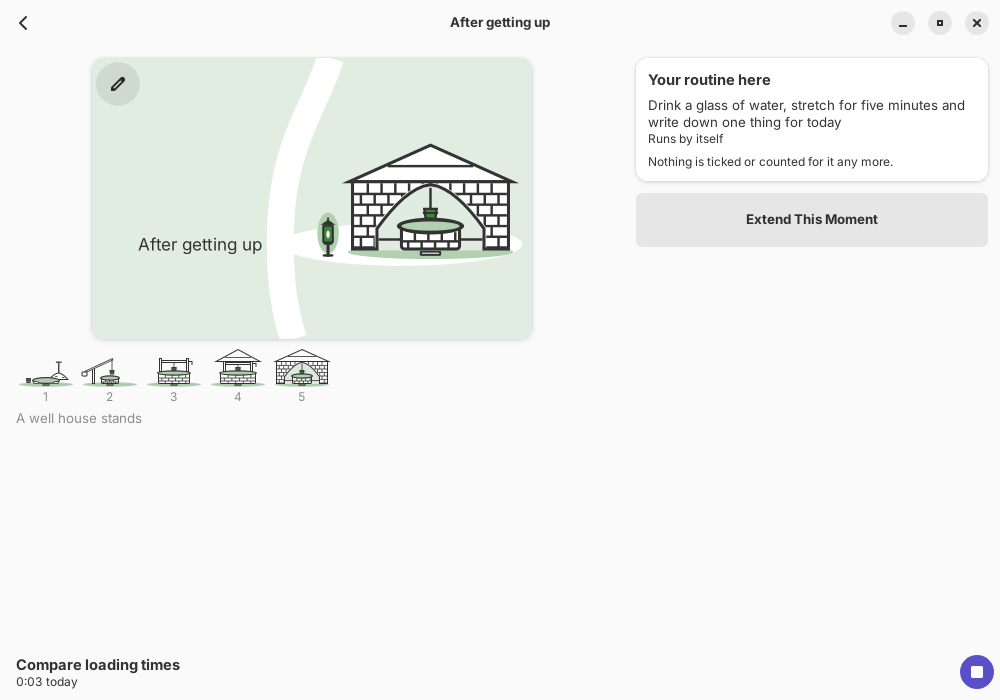 After getting up
After getting up
1
2
3
4
5
A well house stands
Your routine here
Drink a glass of water, stretch for five minutes and
write down one thing for today
Runs by itself
Nothing is ticked or counted for it any more.
Extend This Moment
Compare loading times
0:03 today